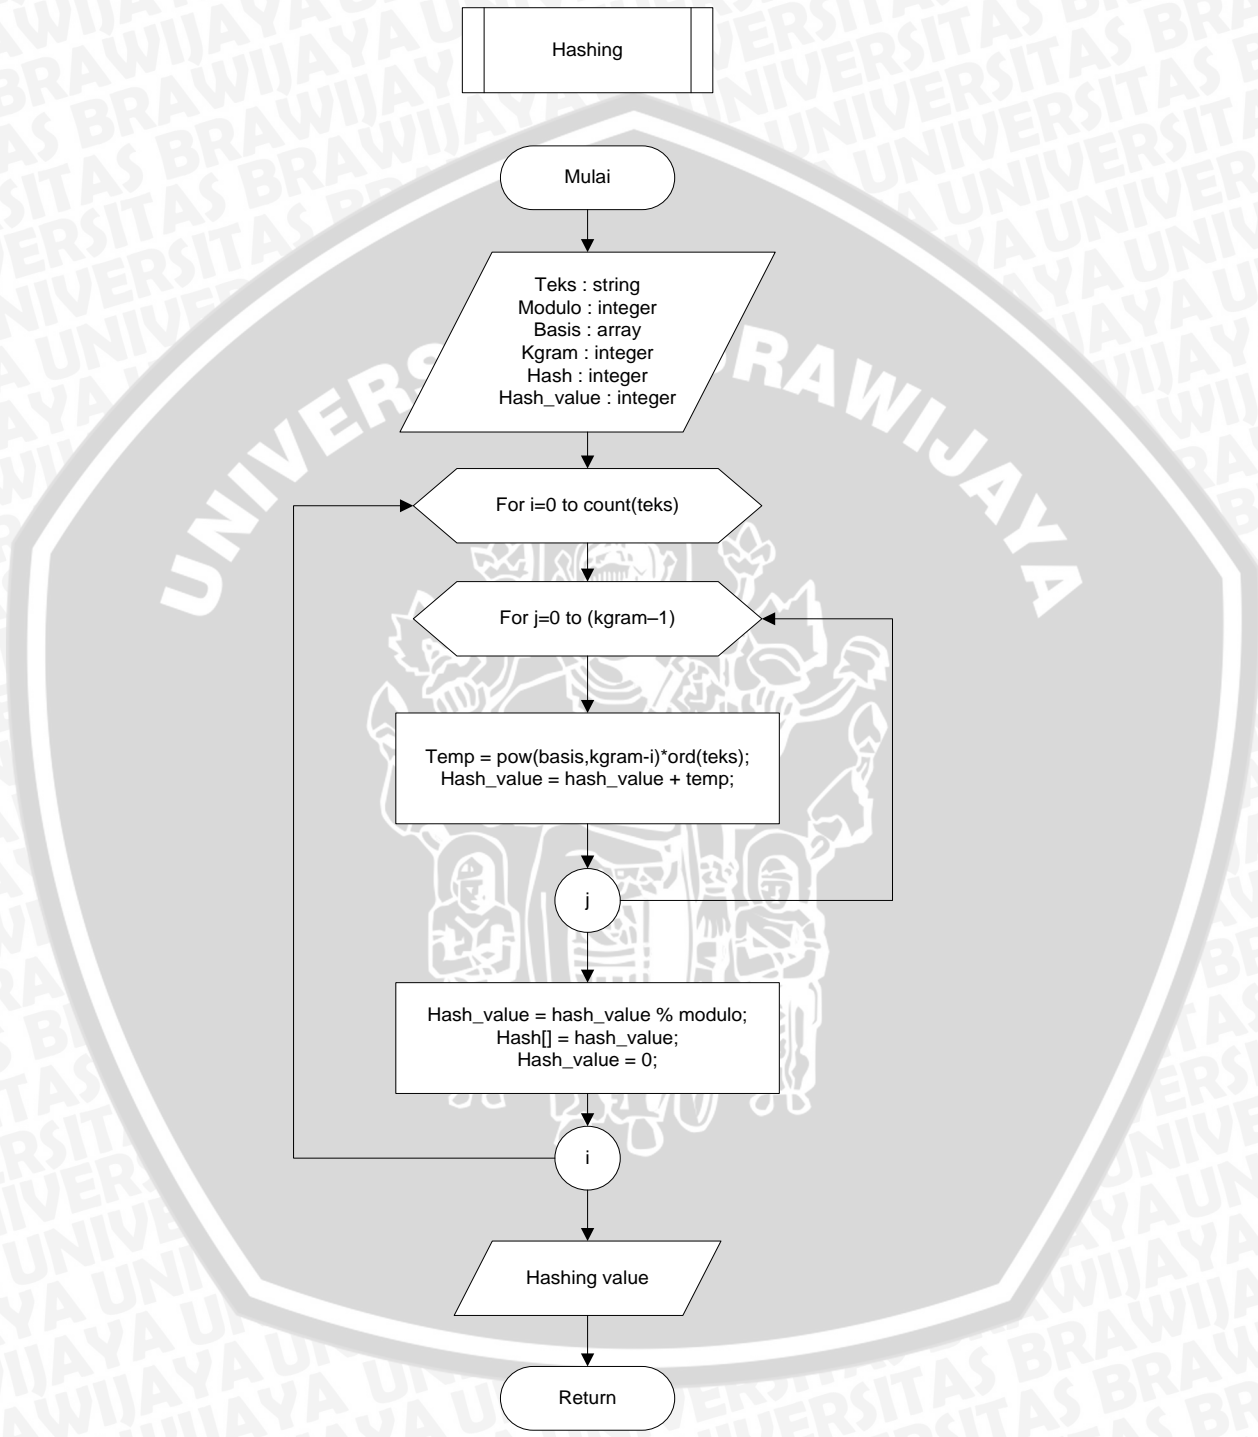 Hashing
Mulai
Teks : string
Modulo : integer
Basis : array
Kgram : integer
Hash : integer
Hash_value : integer
UNIVERS BRAWIJAYA
For i=0 to count(teks)
For j=0 to (kgram–1)
Temp = pow(basis,kgram-i)*ord(teks);
Hash_value = hash_value + temp;
j
Hash_value = hash_value % modulo;
Hash[] = hash_value;
Hash_value = 0;
i
Hashing value
Return